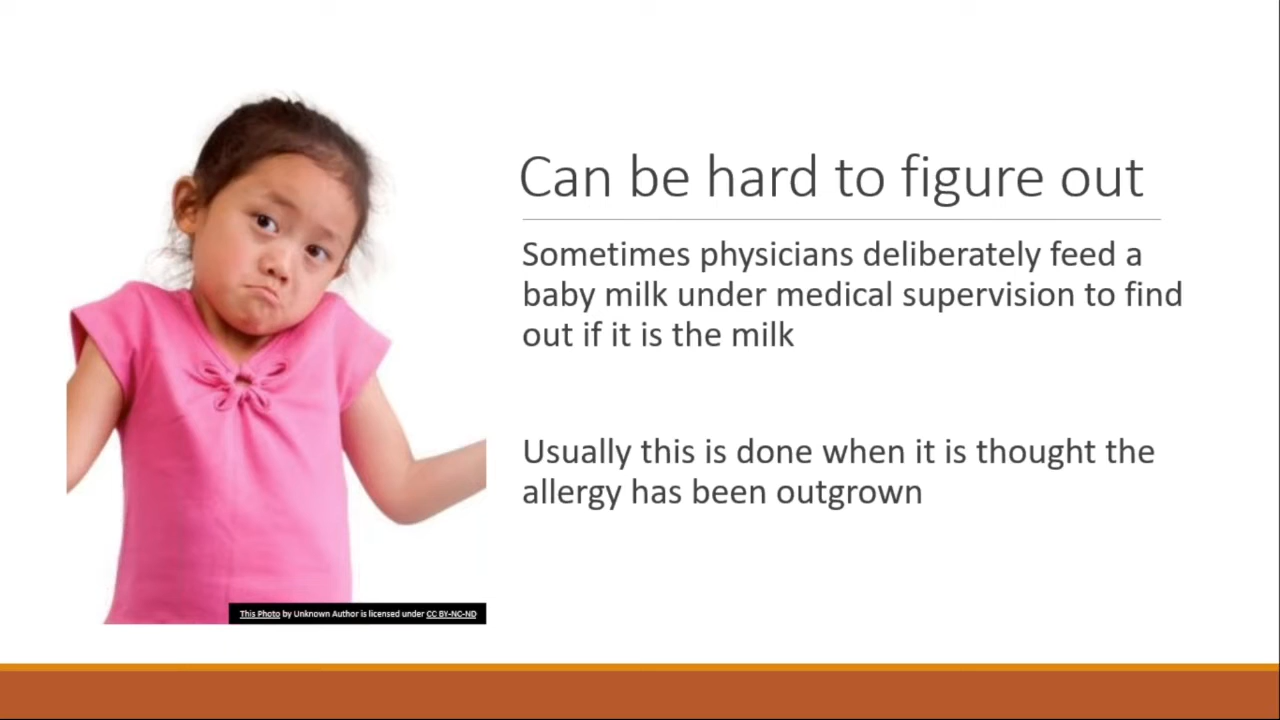 Can be hard to figure out
Sometimes physicians deliberately feed a
baby milk under medical supervision to find
out if it is the milk
Usually this is done when it is thought the
allergy has been outgrown
This Photo by Unknown Author is licensed under CC BY-NC-ND